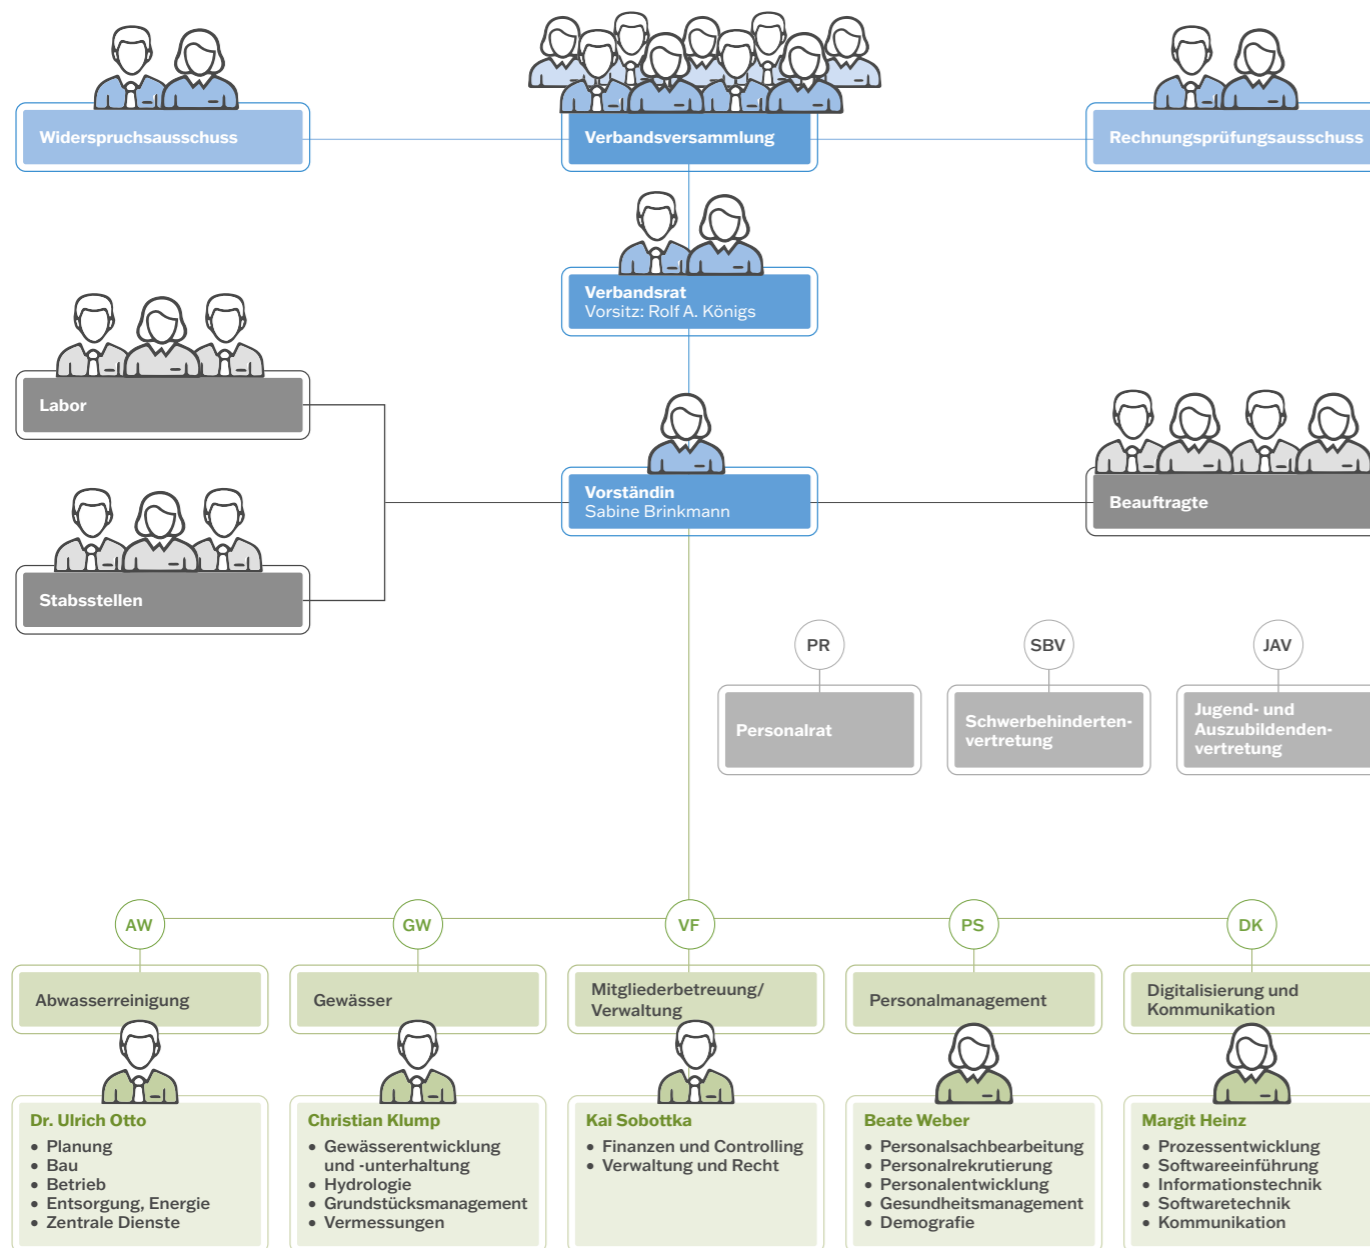 Widerspruchsausschuss
Verbandsversammlung
Rechnungsprüfungsausschuss
Verbandsrat
Vorsitz: Rolf A. Königs
Labor
Vorständin
Sabine Brinkmann
Beauftragte
Stabsstellen
PR
SBV
JAV
Personalrat
Schwerbehinderten-
vertretung
Jugend- und
Auszubildenden-
vertretung
AW
GW
VF
PS
DK
Abwasserreinigung
Gewässer
Mitgliederbetreuung/
Verwaltung
Personalmanagement
Digitalisierung und
Kommunikation
Dr. Ulrich Otto
• Planung
• Bau
• Betrieb
• Entsorgung, Energie
• Zentrale Dienste
Christian Klump
• Gewässerentwicklung
und -unterhaltung
• Hydrologie
• Grundstücksmanagement
• Vermessungen
Kai Sobottka
• Finanzen und Controlling
• Verwaltung und Recht
Beate Weber
• Personalsachbearbeitung
• Personalrekrutierung
• Personalentwicklung
• Gesundheitsmanagement
• Demografie
Margit Heinz
• Prozessentwicklung
• Softwareeinführung
• Informationstechnik
• Softwaretechnik
• Kommunikation